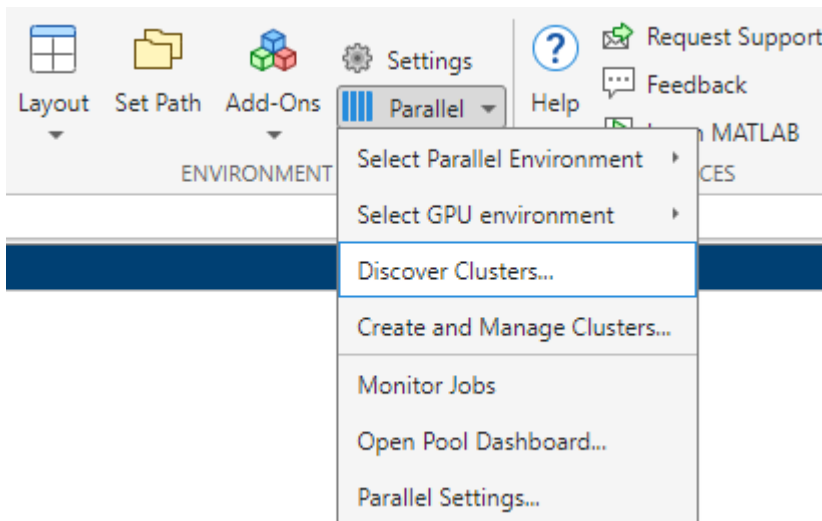 Layout
Set Path
Add-Ons
Settings
Parallel
Help
Request Support
Feedback
MATLAB
ENVIRONMENT
Select Parallel Environment
Select GPU environment
Discover Clusters...
Create and Manage Clusters...
Monitor Jobs
Open Pool Dashboard...
Parallel Settings...